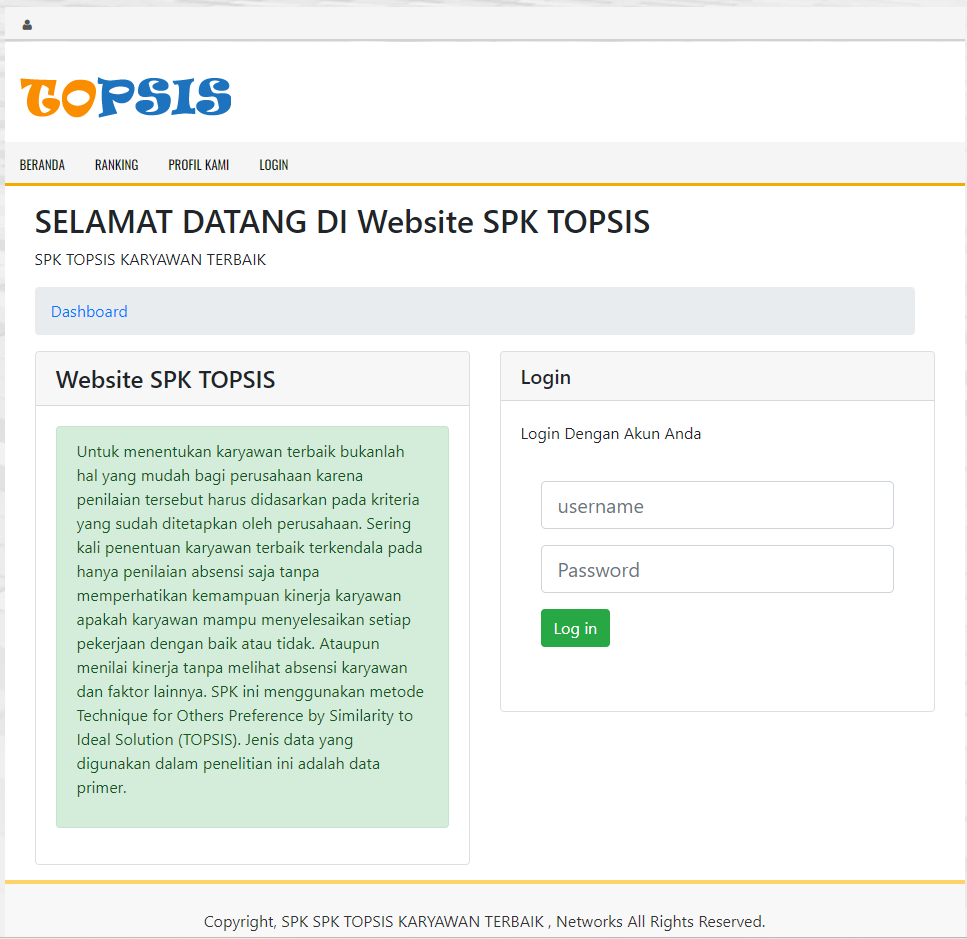 TOPSIS
BERANDA RANKING PROFIL KAMI LOGIN
SELAMAT DATANG DI Website SPK TOPSIS
SPK TOPSIS KARYAWAN TERBAIK
Dashboard
Website SPK TOPSIS
Untuk menentukan karyawan terbaik bukanlah
hal yang mudah bagi perusahaan karena
penilaian tersebut harus didasarkan pada kriteria
yang sudah ditetapkan oleh perusahaan. Sering
kali penentuan karyawan terbaik terkendala pada
hanya penilaian absensi saja tanpa
memperhatikan kemampuan kinerja karyawan
apakah karyawan mampu menyelesaikan setiap
pekerjaan dengan baik atau tidak. Ataupun
menilai kinerja tanpa melihat absensi karyawan
dan faktor lainnya. SPK ini menggunakan metode
Technique for Others Preference by Similarity to
Ideal Solution (TOPSIS). Jenis data yang
digunakan dalam penelitian ini adalah data
primer.
Login
Login Dengan Akun Anda
username
Password
Log in
Copyright, SPK SPK TOPSIS KARYAWAN TERBAIK , Networks All Rights Reserved.